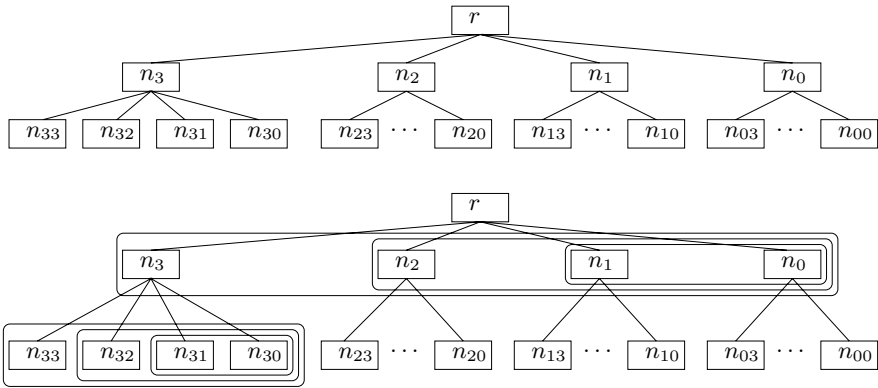 r
n₃ n₂ n₁ n₀
n₃₃ n₃₂ n₃₁ n₃₀ n₂₃ ··· n₂₀ n₁₃ ··· n₁₀ n₀₃ ··· n₀₀
r
n₃ n₂ n₁ n₀
n₃₃ n₃₂ n₃₁ n₃₀ n₂₃ ··· n₂₀ n₁₃ ··· n₁₀ n₀₃ ··· n₀₀